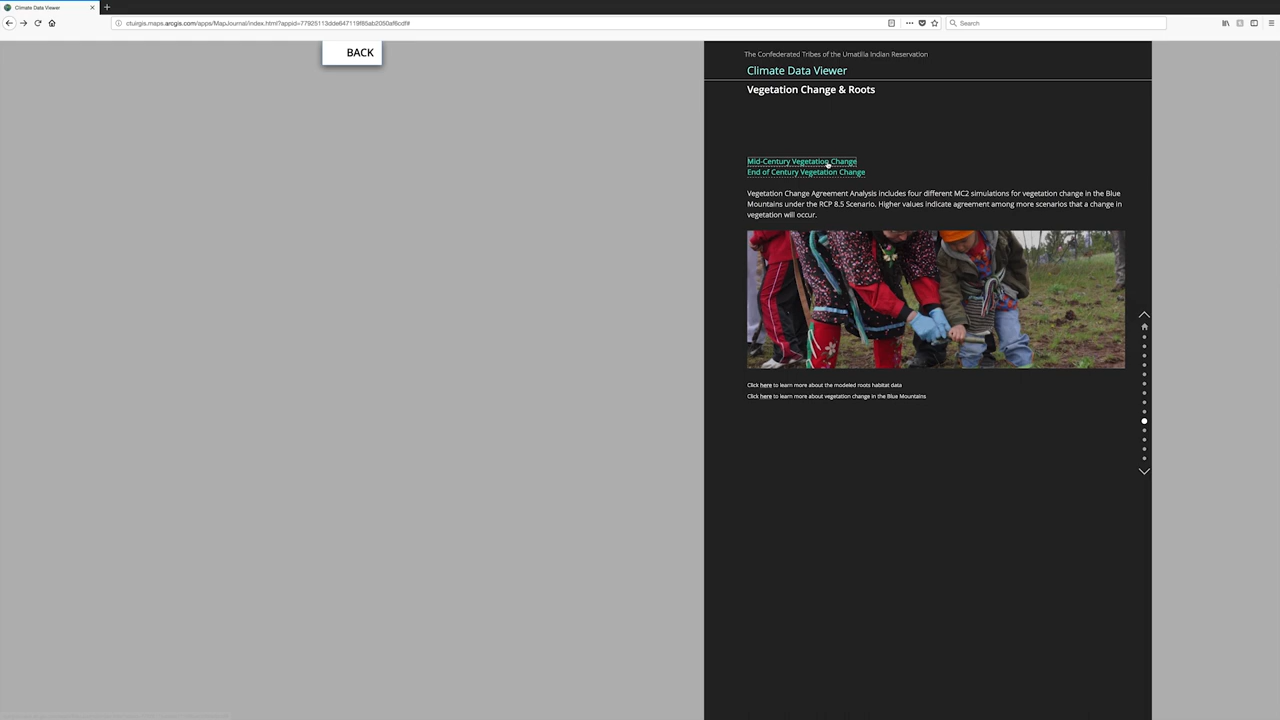 Climate Data Viewer
ctuirgis.maps.arcgis.com/apps/MapJournal/index.html?appid=77925113dde647119f85ab2050af6cdf#
Search
BACK
The Confederated Tribes of the Umatilla Indian Reservation
Climate Data Viewer
Vegetation Change & Roots
Mid-Century Vegetation Change
End of Century Vegetation Change
Vegetation Change Agreement Analysis includes four different MC2 simulations for vegetation change in the Blue
Mountains under the RCP 8.5 Scenario. Higher values indicate agreement among more scenarios that a change in
vegetation will occur.
Click here to learn more about the modeled roots habitat data
Click here to learn more about vegetation change in the Blue Mountains